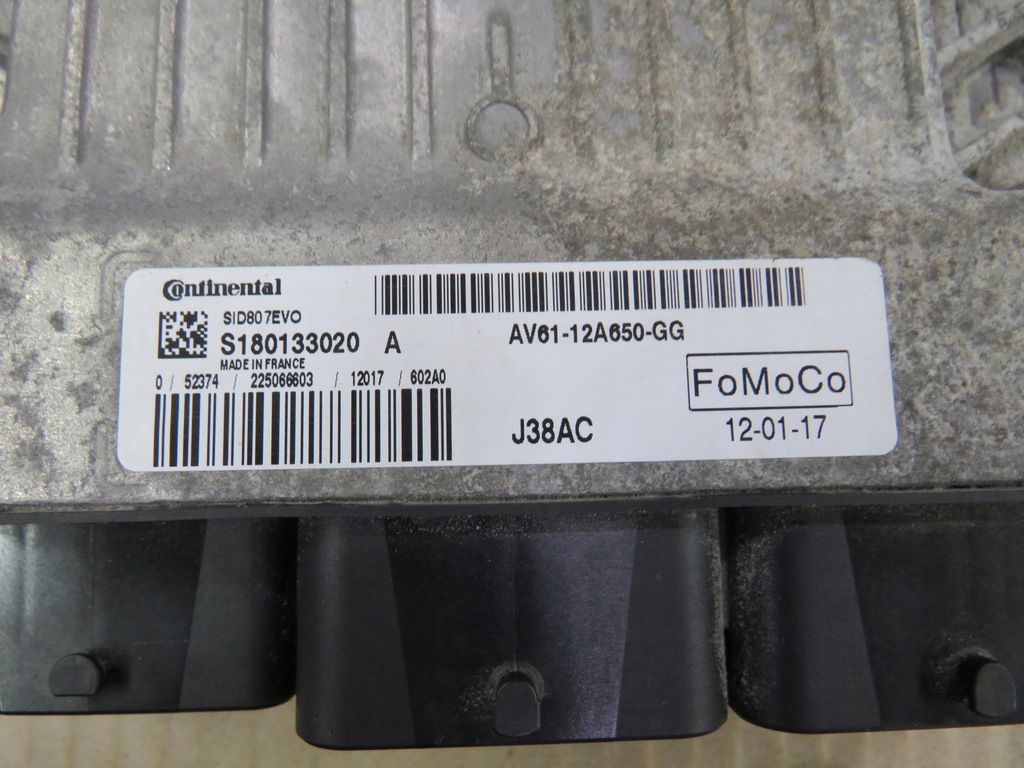 Continental
SID807EVO
S180133020 A
MADE IN FRANCE
0 / 52374 / 225066603 / 12017 / 602A0
AV61-12A650-GG
FoMoCo
J38AC
12-01-17